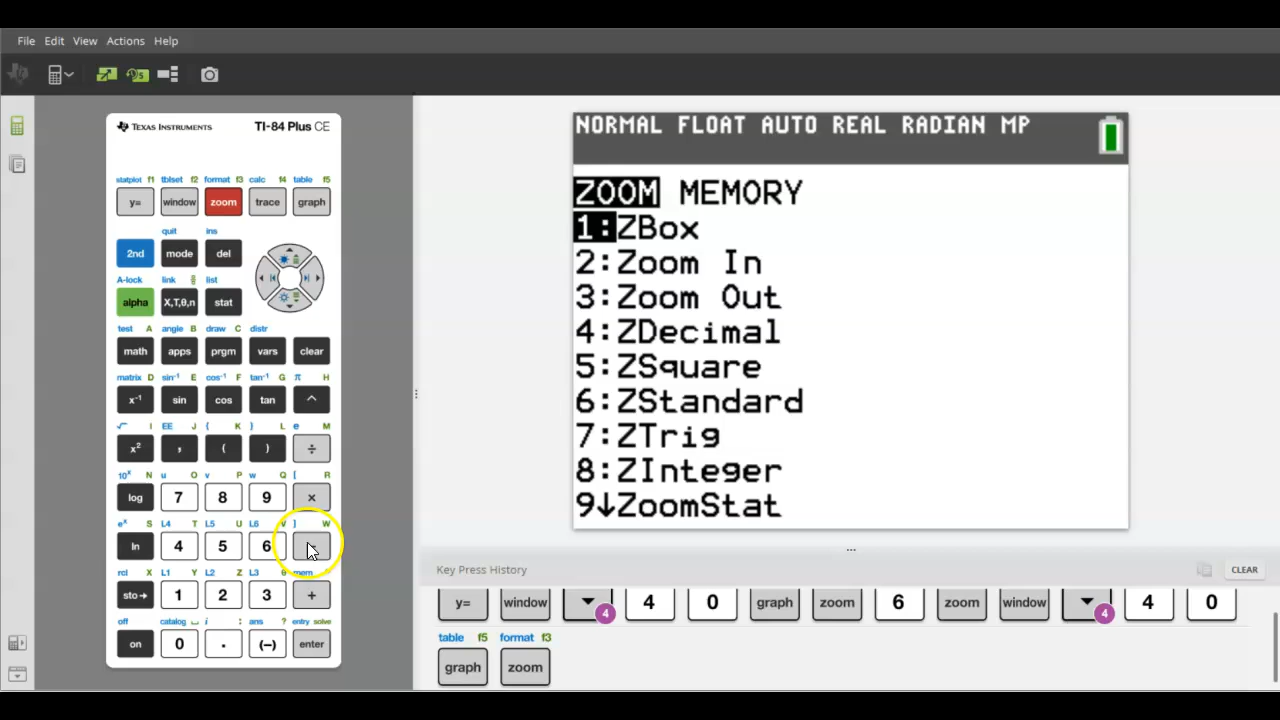 File Edit View Actions Help
TEXAS INSTRUMENTS TI-84 Plus CE
statplot f1 tblset f2 format f3 calc f4 table f5
y= window zoom trace graph
quit ins
2nd mode del
A-lock link list
alpha X,T,θ,n stat
test A angle B draw C distr
math apps prgm vars clear
matrix D sin⁻¹ E cos⁻¹ F tan⁻¹ G π H
x⁻¹ sin cos tan ^
√ I EE J { K } L e M
x² , ( ) ÷
10ˣ N u O v P w Q [ R
log 7 8 9 ×
eˣ S L4 T L5 U L6 V ] W
ln 4 5 6
rcl X L1 Y L2 Z L3 θ mem
sto→ 1 2 3 +
off catalog i : ans ? entry solve
on 0 . (–) enter
NORMAL FLOAT AUTO REAL RADIAN MP
ZOOM MEMORY
1:ZBox
2:Zoom In
3:Zoom Out
4:ZDecimal
5:ZSquare
6:ZStandard
7:ZTrig
8:ZInteger
9↓ZoomStat
Key Press History CLEAR
y= window 4 4 0 graph zoom 6 zoom window 4 4 0
table f5 format f3
graph zoom